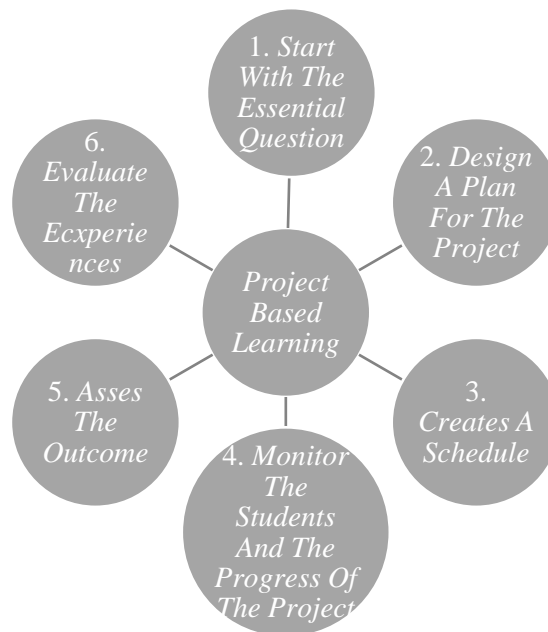 1. Start
With The
Essential
Question
2. Design
A Plan
For The
Project
3.
Creates A
Schedule
4. Monitor
The
Students
And The
Progress Of
The Project
5. Asses
The
Outcome
6.
Evaluate
The
Ecxperie
nces
Project
Based
Learning